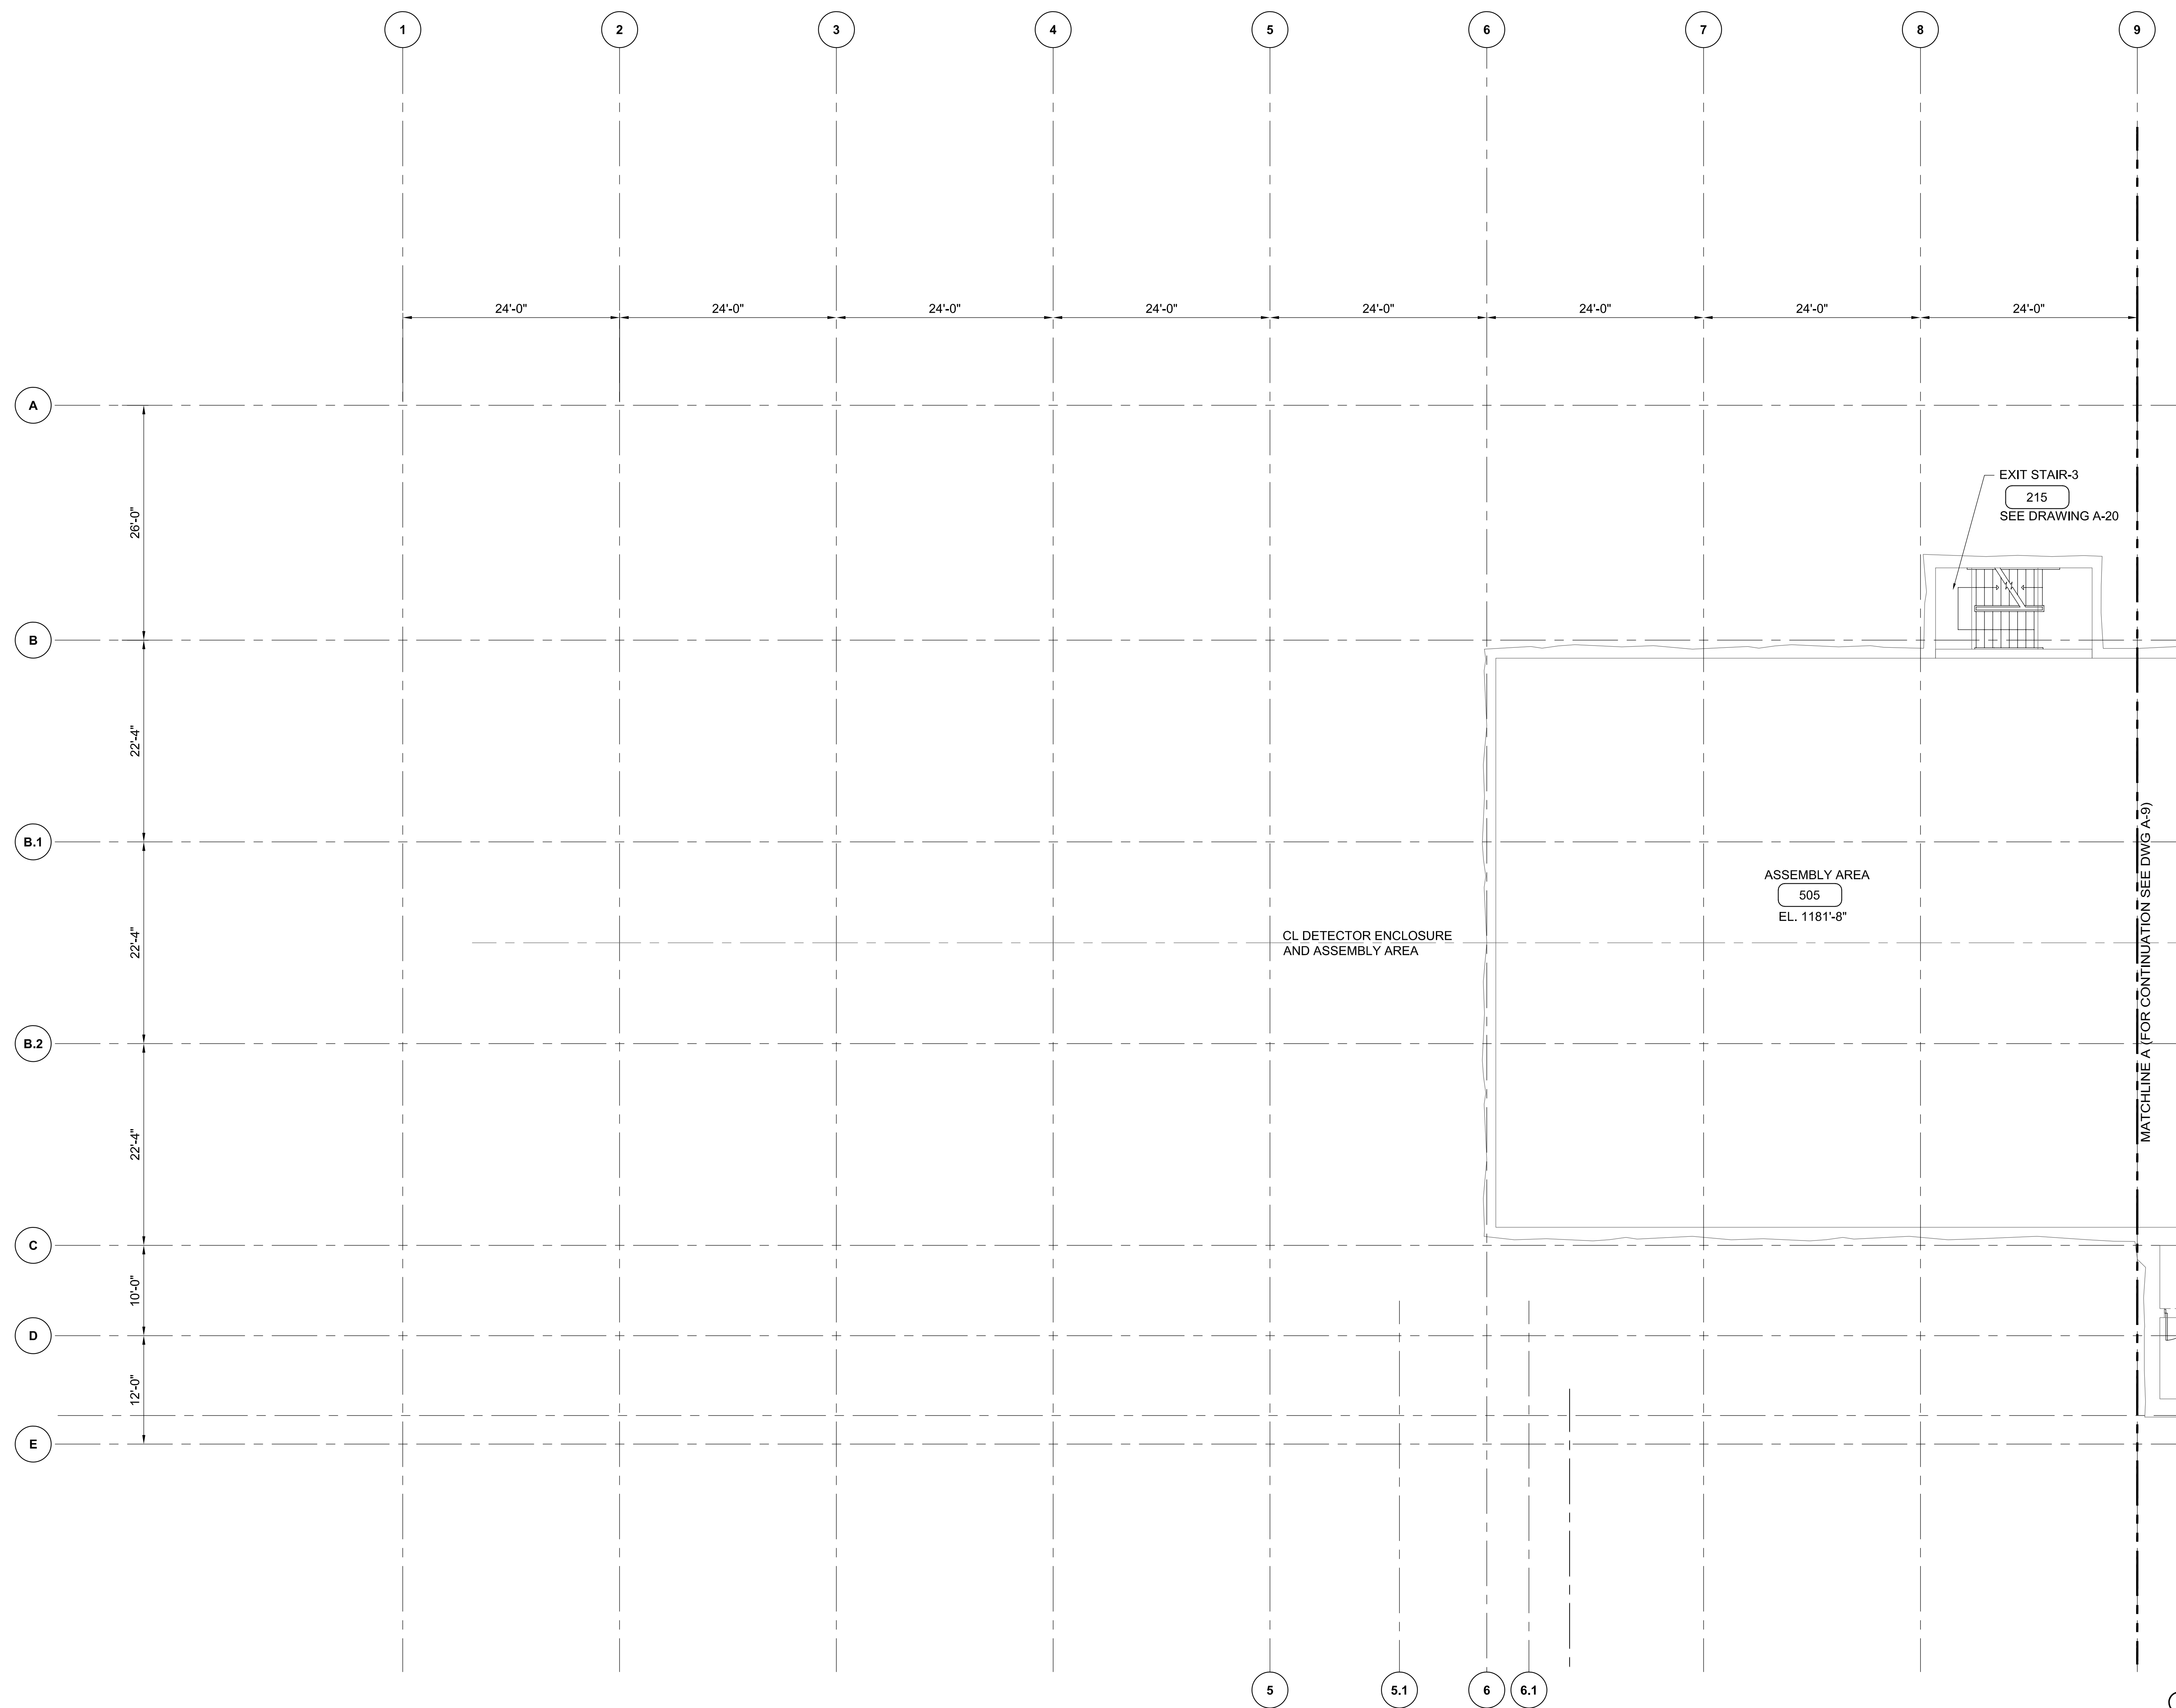 1
2
3
4
5
6
7
8
9
24'-0"
24'-0"
24'-0"
24'-0"
24'-0"
24'-0"
24'-0"
24'-0"
A
26'-0"
EXIT STAIR-3
215
SEE DRAWING A-20
B
22'-4"
B.1
ASSEMBLY AREA
505
EL. 1181'-8"
22'-4"
CL DETECTOR ENCLOSURE
AND ASSEMBLY AREA
MATCHLINE A (FOR CONTINUATION SEE DWG A-9)
B.2
22'-4"
C
10'-0"
D
12'-0"
E
5
5.1
6
6.1